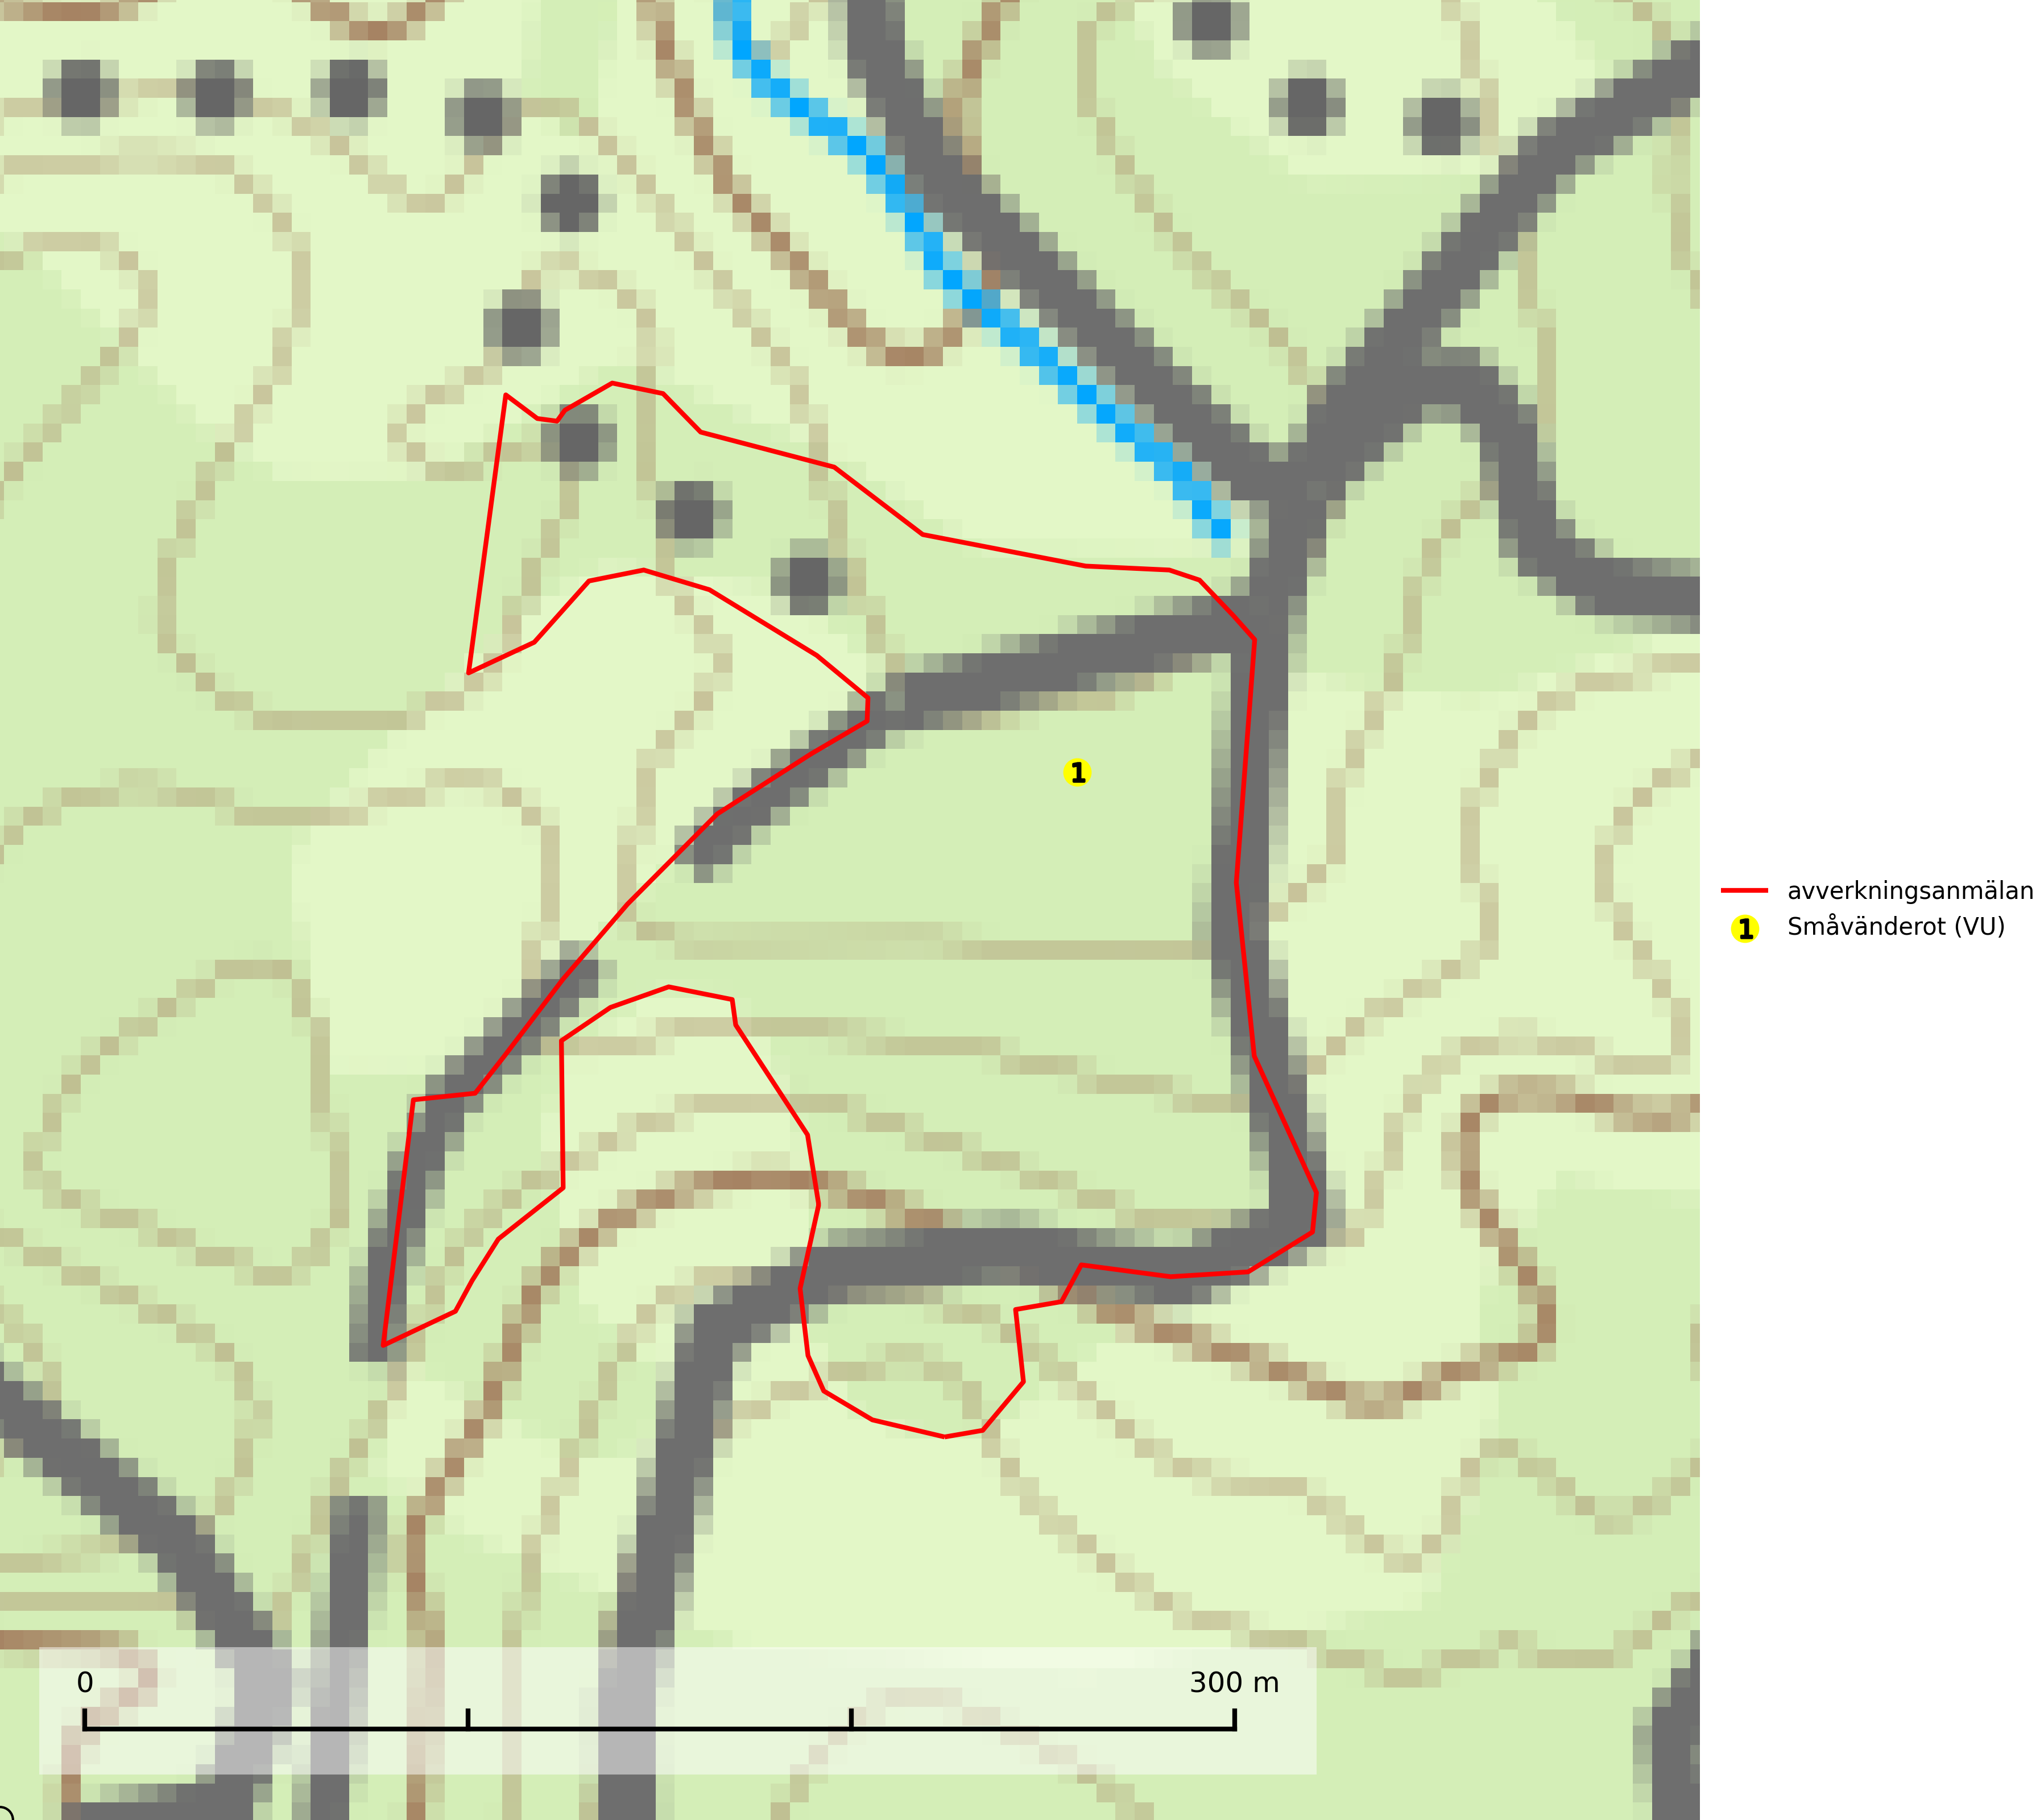 1
avverkningsanmälan
1 Småvänderot (VU)
0 300 m